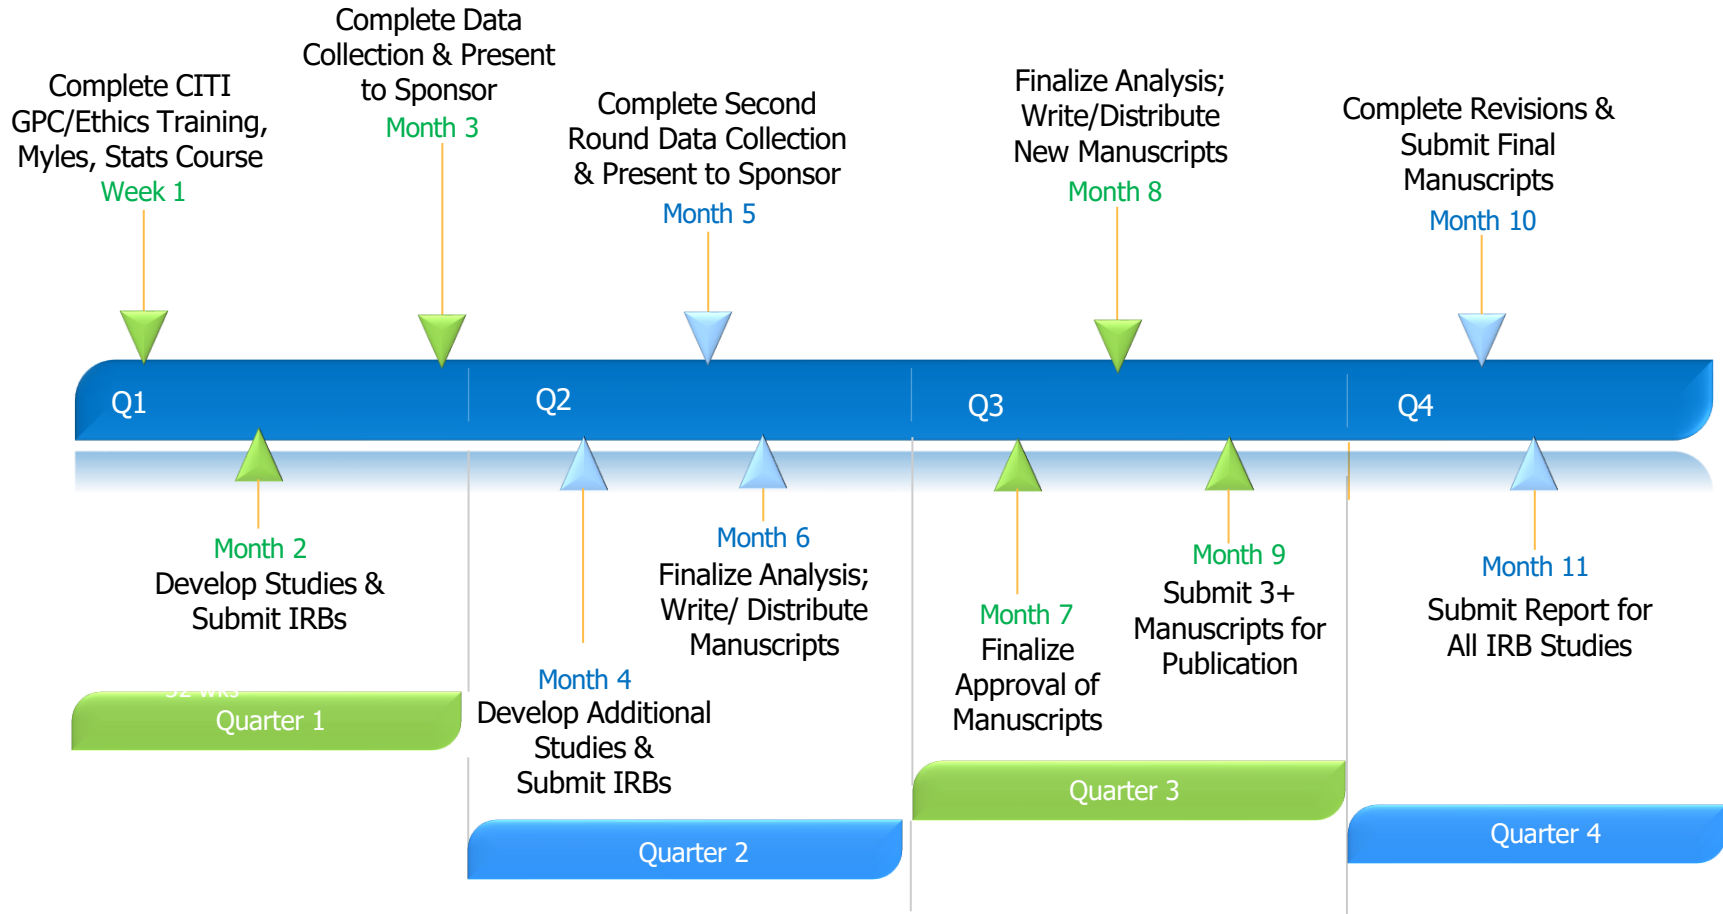 Complete CITI
GPC/Ethics Training,
Myles, Stats Course
Week 1
Complete Data
Collection & Present
to Sponsor
Month 3
Complete Second
Round Data Collection
& Present to Sponsor
Month 5
Finalize Analysis;
Write/Distribute
New Manuscripts
Month 8
Complete Revisions &
Submit Final
Manuscripts
Month 10
Q1
Q2
Q3
Q4
Month 2
Develop Studies &
Submit IRBs
Month 4
Develop Additional
Studies &
Submit IRBs
Month 6
Finalize Analysis;
Write/ Distribute
Manuscripts
Month 7
Finalize
Approval of
Manuscripts
Month 9
Submit 3+
Manuscripts for
Publication
Month 11
Submit Report for
All IRB Studies
wks
Quarter 1
Quarter 2
Quarter 3
Quarter 4